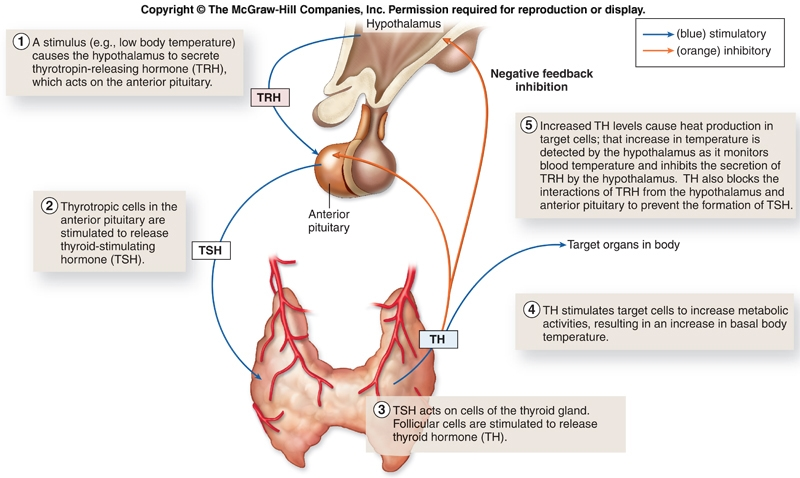 Copyright © The McGraw-Hill Companies, Inc. Permission required for reproduction or display.
Hypothalamus
(blue) stimulatory
(orange) inhibitory
1 A stimulus (e.g., low body temperature)
causes the hypothalamus to secrete
thyrotropin-releasing hormone (TRH),
which acts on the anterior pituitary.
TRH
Negative feedback
inhibition
5 Increased TH levels cause heat production in
target cells; that increase in temperature is
detected by the hypothalamus as it monitors
blood temperature and inhibits the secretion of
TRH by the hypothalamus. TH also blocks the
interactions of TRH from the hypothalamus and
anterior pituitary to prevent the formation of TSH.
2 Thyrotropic cells in the
anterior pituitary are
stimulated to release
thyroid-stimulating
hormone (TSH).
Anterior
pituitary
TSH
Target organs in body
4 TH stimulates target cells to increase metabolic
activities, resulting in an increase in basal body
temperature.
TH
3 TSH acts on cells of the thyroid gland.
Follicular cells are stimulated to release
thyroid hormone (TH).